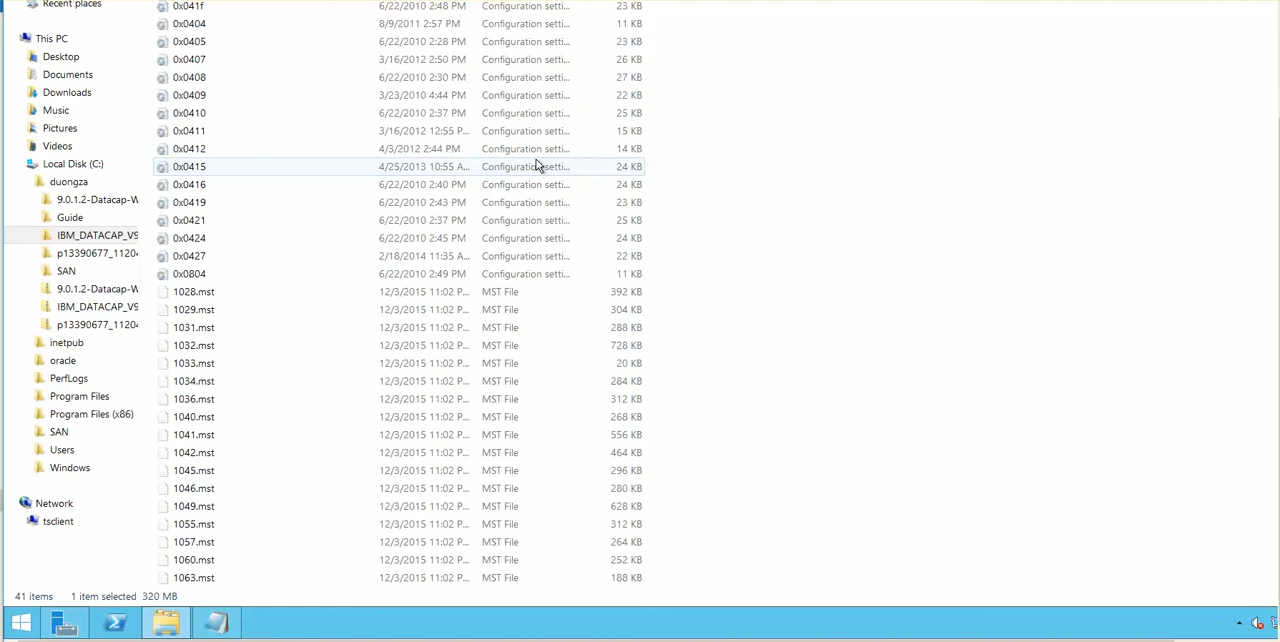 Recent places
This PC
Desktop
Documents
Downloads
Music
Pictures
Videos
Local Disk (C:)
duongza
9.0.1.2-Datacap-W
Guide
IBM_DATACAP_V9
p13390677_11204
SAN
9.0.1.2-Datacap-W
IBM_DATACAP_V9
p13390677_11204
inetpub
oracle
PerfLogs
Program Files
Program Files (x86)
SAN
Users
Windows
Network
tsclient
0x041f 6/22/2010 2:48 PM Configuration setti... 23 KB
0x0404 8/9/2011 2:57 PM Configuration setti... 11 KB
0x0405 6/22/2010 2:28 PM Configuration setti... 23 KB
0x0407 3/16/2012 2:50 PM Configuration setti... 26 KB
0x0408 6/22/2010 2:30 PM Configuration setti... 27 KB
0x0409 3/23/2010 4:44 PM Configuration setti... 22 KB
0x0410 6/22/2010 2:37 PM Configuration setti... 25 KB
0x0411 3/16/2012 12:55 P... Configuration setti... 15 KB
0x0412 4/3/2012 2:44 PM Configuration setti... 14 KB
0x0415 4/25/2013 10:55 A... Configuration setti... 24 KB
0x0416 6/22/2010 2:40 PM Configuration setti... 24 KB
0x0419 6/22/2010 2:43 PM Configuration setti... 23 KB
0x0421 6/22/2010 2:37 PM Configuration setti... 25 KB
0x0424 6/22/2010 2:45 PM Configuration setti... 24 KB
0x0427 2/18/2014 11:35 A... Configuration setti... 22 KB
0x0804 6/22/2010 2:49 PM Configuration setti... 11 KB
1028.mst 12/3/2015 11:02 P... MST File 392 KB
1029.mst 12/3/2015 11:02 P... MST File 304 KB
1031.mst 12/3/2015 11:02 P... MST File 288 KB
1032.mst 12/3/2015 11:02 P... MST File 728 KB
1033.mst 12/3/2015 11:02 P... MST File 20 KB
1034.mst 12/3/2015 11:02 P... MST File 284 KB
1036.mst 12/3/2015 11:02 P... MST File 312 KB
1040.mst 12/3/2015 11:02 P... MST File 268 KB
1041.mst 12/3/2015 11:02 P... MST File 556 KB
1042.mst 12/3/2015 11:02 P... MST File 464 KB
1045.mst 12/3/2015 11:02 P... MST File 296 KB
1046.mst 12/3/2015 11:02 P... MST File 280 KB
1049.mst 12/3/2015 11:02 P... MST File 628 KB
1055.mst 12/3/2015 11:02 P... MST File 312 KB
1057.mst 12/3/2015 11:02 P... MST File 264 KB
1060.mst 12/3/2015 11:02 P... MST File 252 KB
1063.mst 12/3/2015 11:02 P... MST File 188 KB
41 items 1 item selected 320 MB